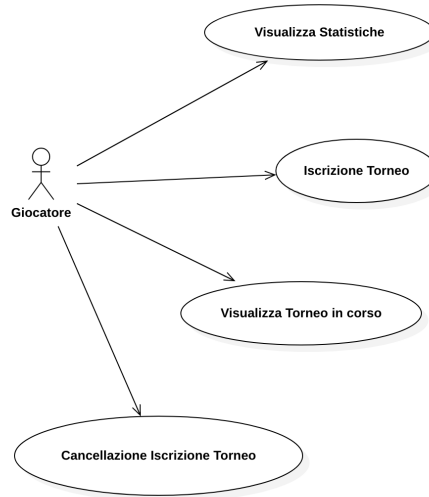 Visualizza Statistiche
Iscrizione Torneo
Giocatore
Visualizza Torneo in corso
Cancellazione Iscrizione Torneo